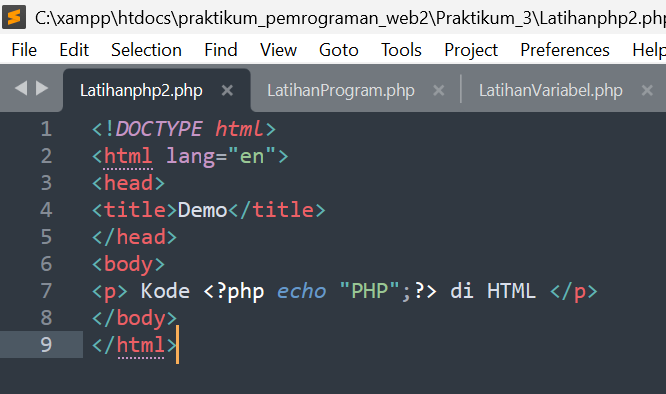 C:\xampp\htdocs\praktikum_pemrograman_web2\Praktikum_3\Latihanphp2.php
File Edit Selection Find View Goto Tools Project Preferences Help
Latihanphp2.php × LatihanProgram.php × LatihanVariabel.php ×
1 <!DOCTYPE html>
2 <html lang="en">
3 <head>
4 <title>Demo</title>
5 </head>
6 <body>
7 <p> Kode <?php echo "PHP";?> di HTML </p>
8 </body>
9 </html>